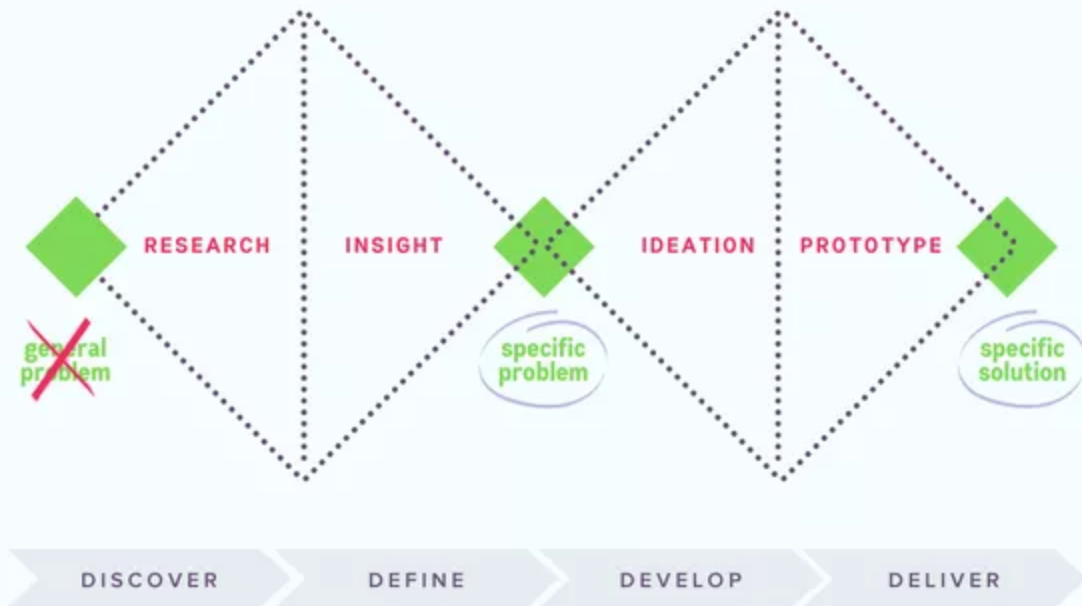 RESEARCH
INSIGHT
IDEATION
PROTOTYPE
general
problem
specific
problem
specific
solution
DISCOVER
DEFINE
DEVELOP
DELIVER